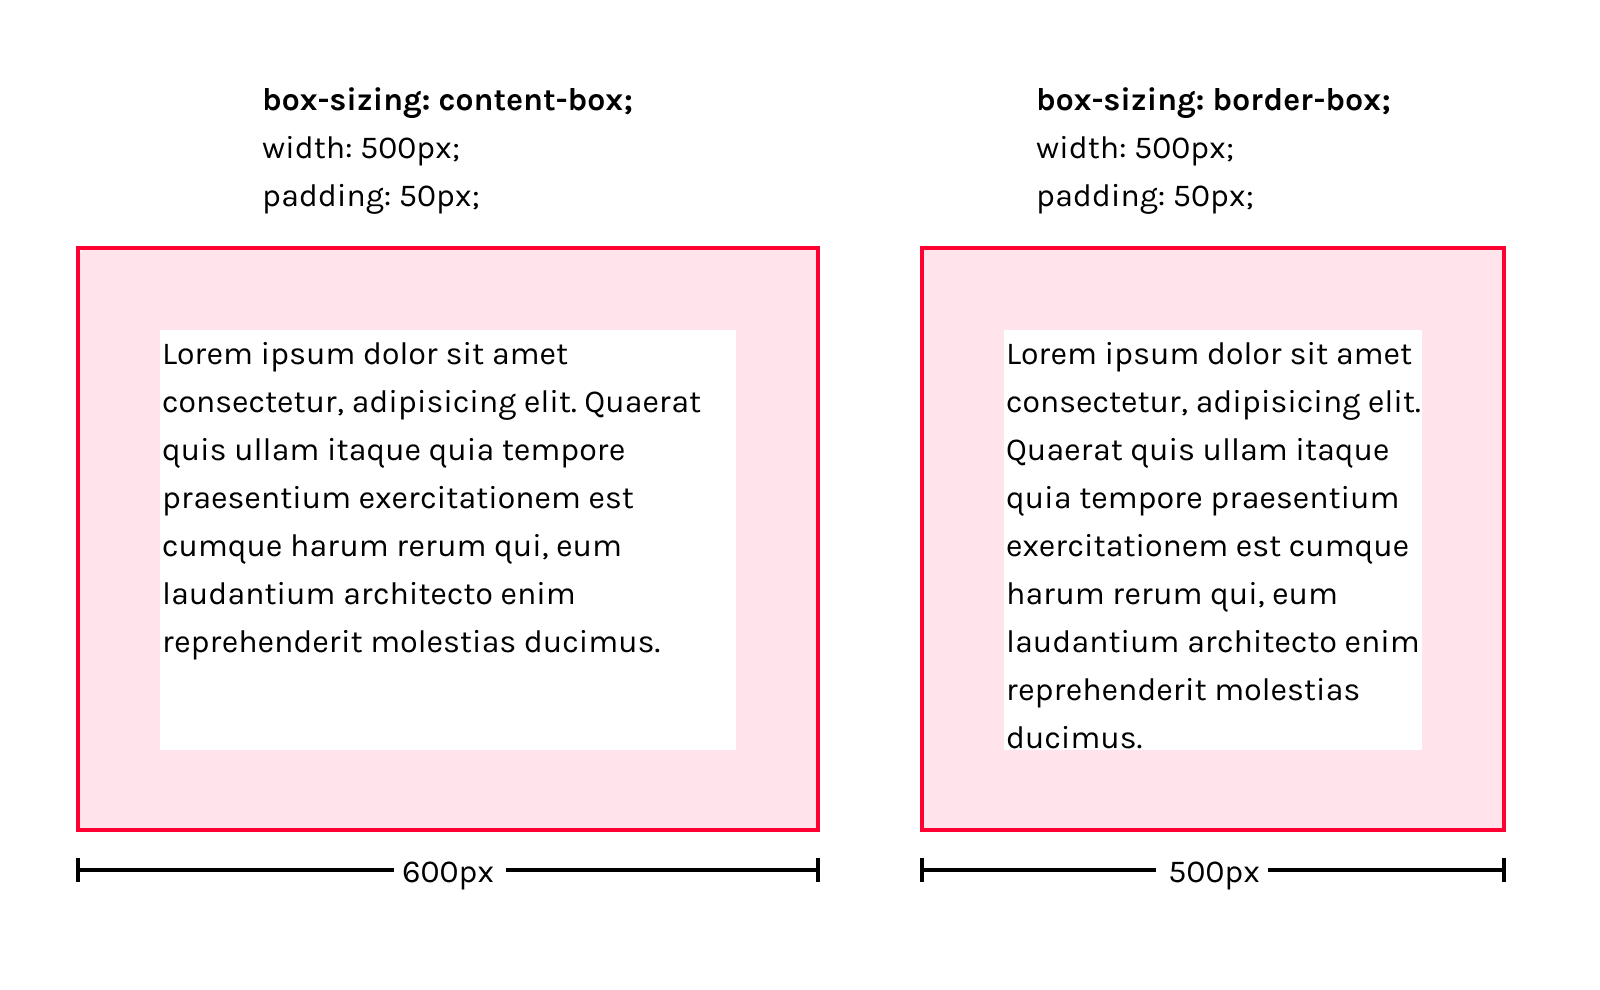 box-sizing: content-box;
width: 500px;
padding: 50px;
Lorem ipsum dolor sit amet
consectetur, adipisicing elit. Quaerat
quis ullam itaque quia tempore
praesentium exercitationem est
cumque harum rerum qui, eum
laudantium architecto enim
reprehenderit molestias ducimus.
600px
box-sizing: border-box;
width: 500px;
padding: 50px;
Lorem ipsum dolor sit amet
consectetur, adipisicing elit.
Quaerat quis ullam itaque
quia tempore praesentium
exercitationem est cumque
harum rerum qui, eum
laudantium architecto enim
reprehenderit molestias
ducimus.
500px